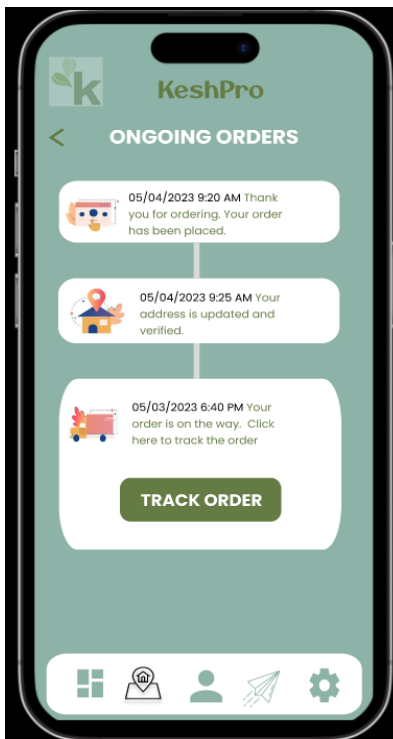 k
KeshPro
< ONGOING ORDERS
05/04/2023 9:20 AM Thank
you for ordering. Your order
has been placed.
05/04/2023 9:25 AM Your
address is updated and
verified.
05/03/2023 6:40 PM Your
order is on the way. Click
here to track the order
TRACK ORDER